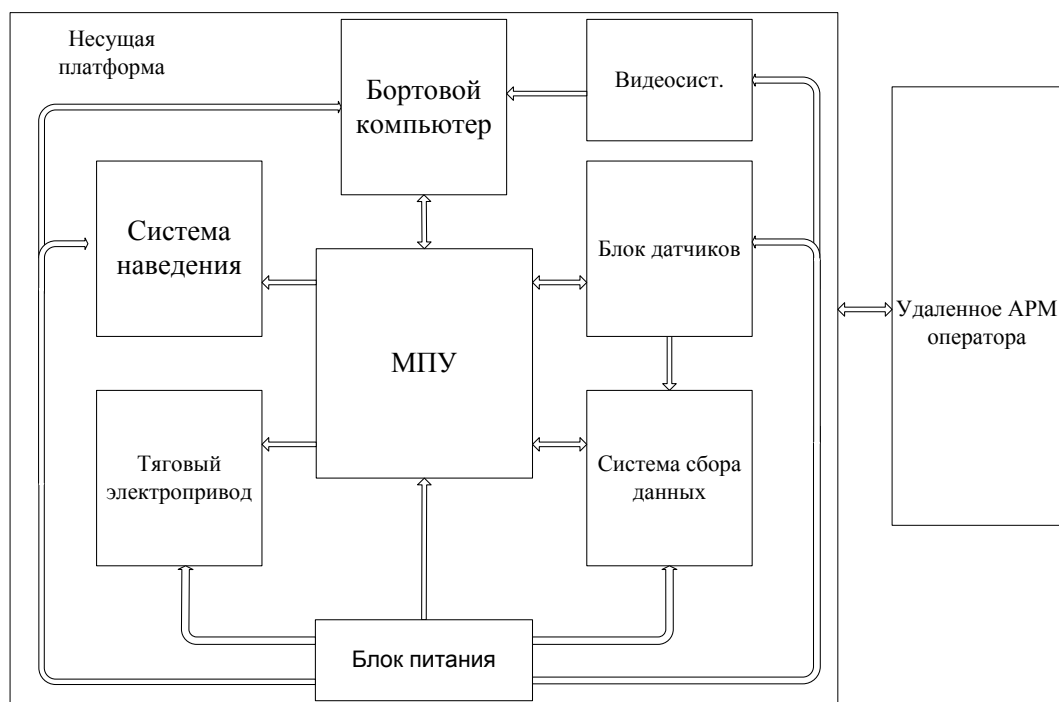 Несущая
платформа
Бортовой
компьютер
Видеосист.
Система
наведения
Блок датчиков
Удаленное АРМ
оператора
МПУ
Тяговый
электропривод
Система сбора
данных
Блок питания